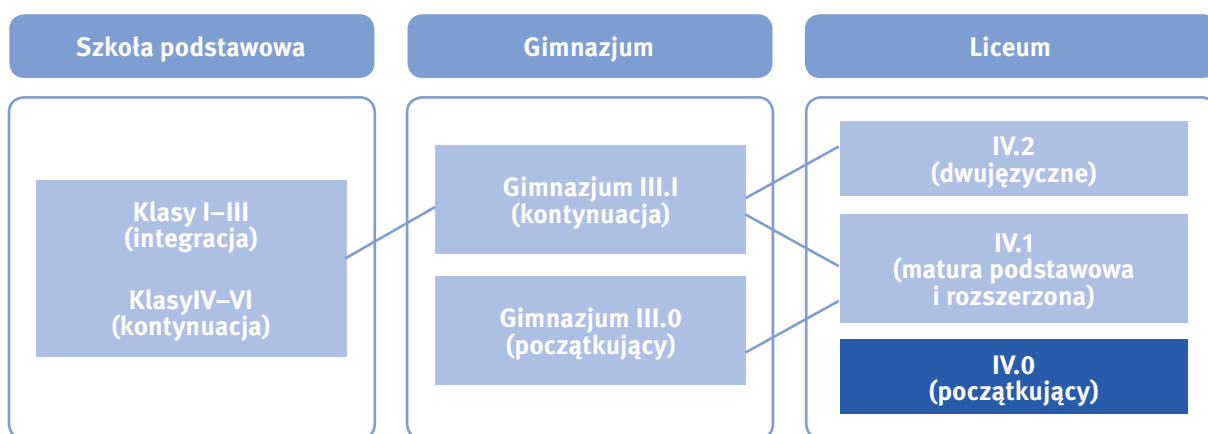 Szkoła podstawowa
Gimnazjum
Liceum
Klasy I–III
(integracja)
KlasyIV–VI
(kontynuacja)
Gimnazjum III.I
(kontynuacja)
Gimnazjum III.0
(początkujący)
IV.2
(dwujęzyczne)
IV.1
(matura podstawowa
i rozszerzona)
IV.0
(początkujący)